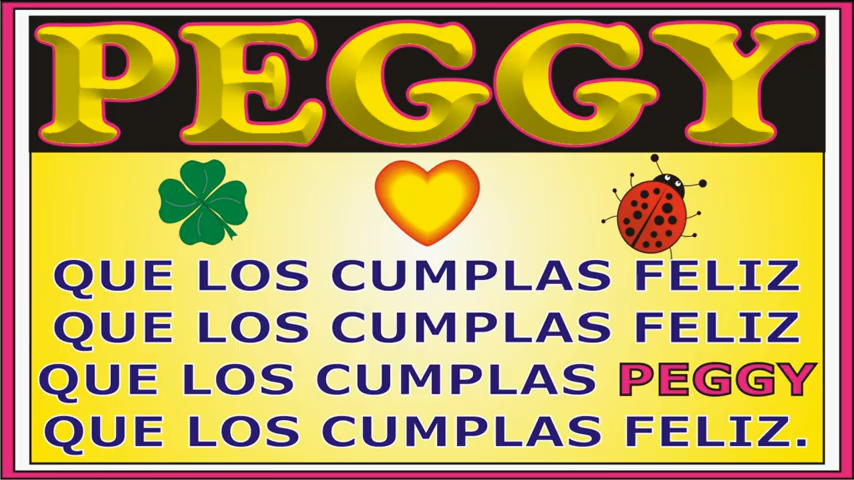 PEGGY
QUE LOS CUMPLAS FELIZ
QUE LOS CUMPLAS FELIZ
QUE LOS CUMPLAS PEGGY
QUE LOS CUMPLAS FELIZ.